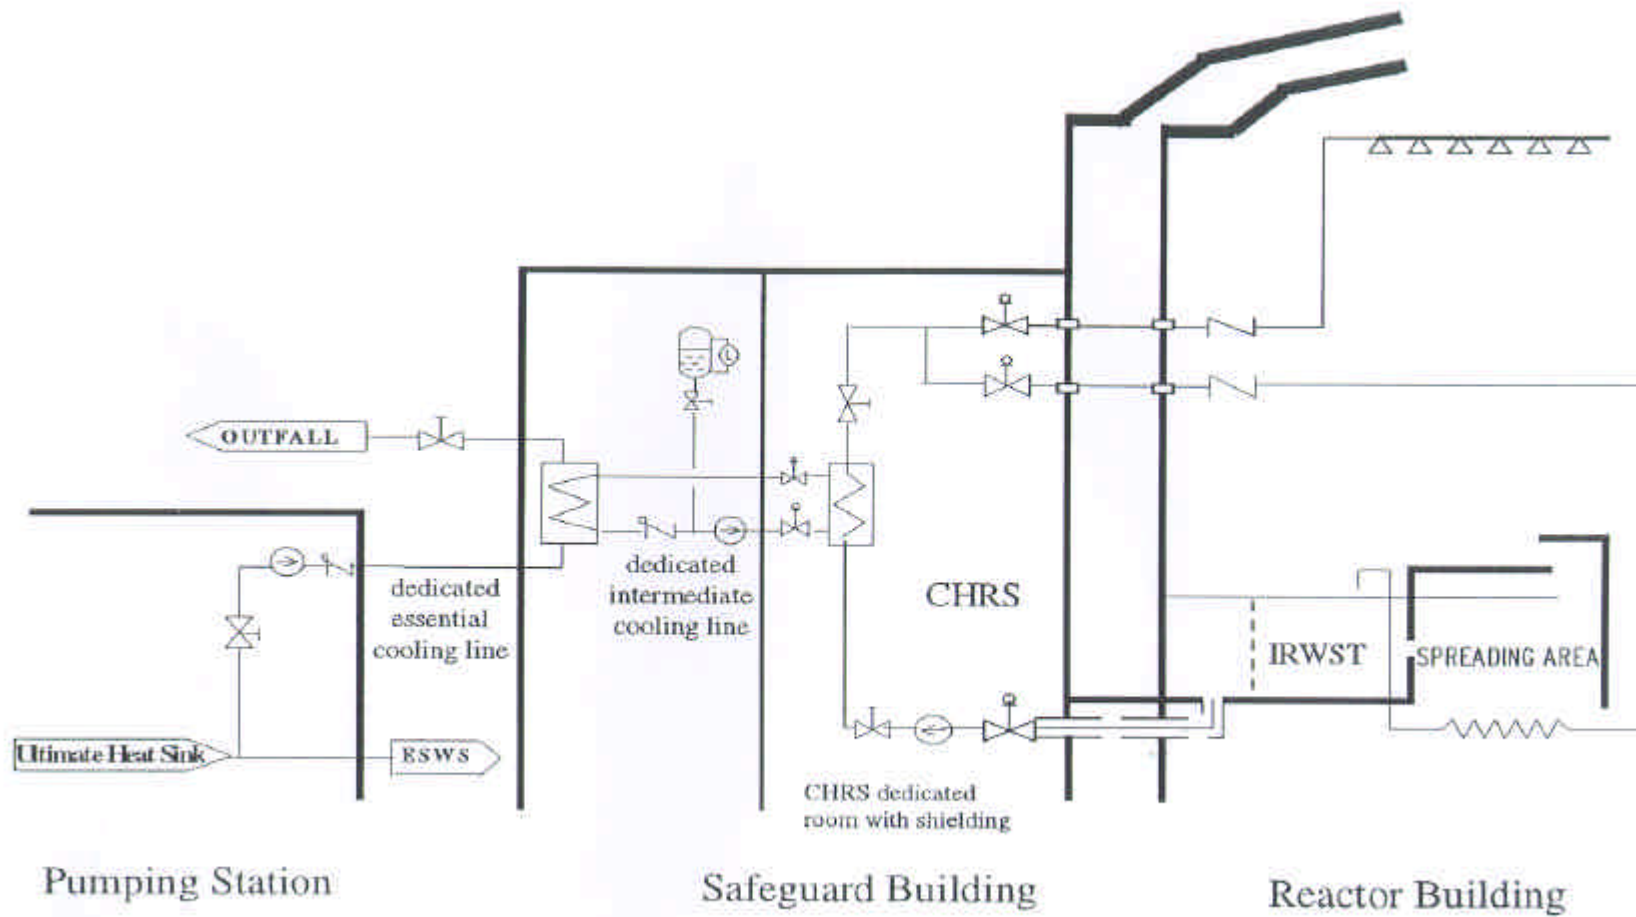 L
OUTFALL
dedicated
essential
cooling line
dedicated
intermediate
cooling line
CHRS
IRWST
SPREADING AREA
Ultimate Heat Sink
ESWS
CHRS dedicated
room with shielding
Pumping Station
Safeguard Building
Reactor Building